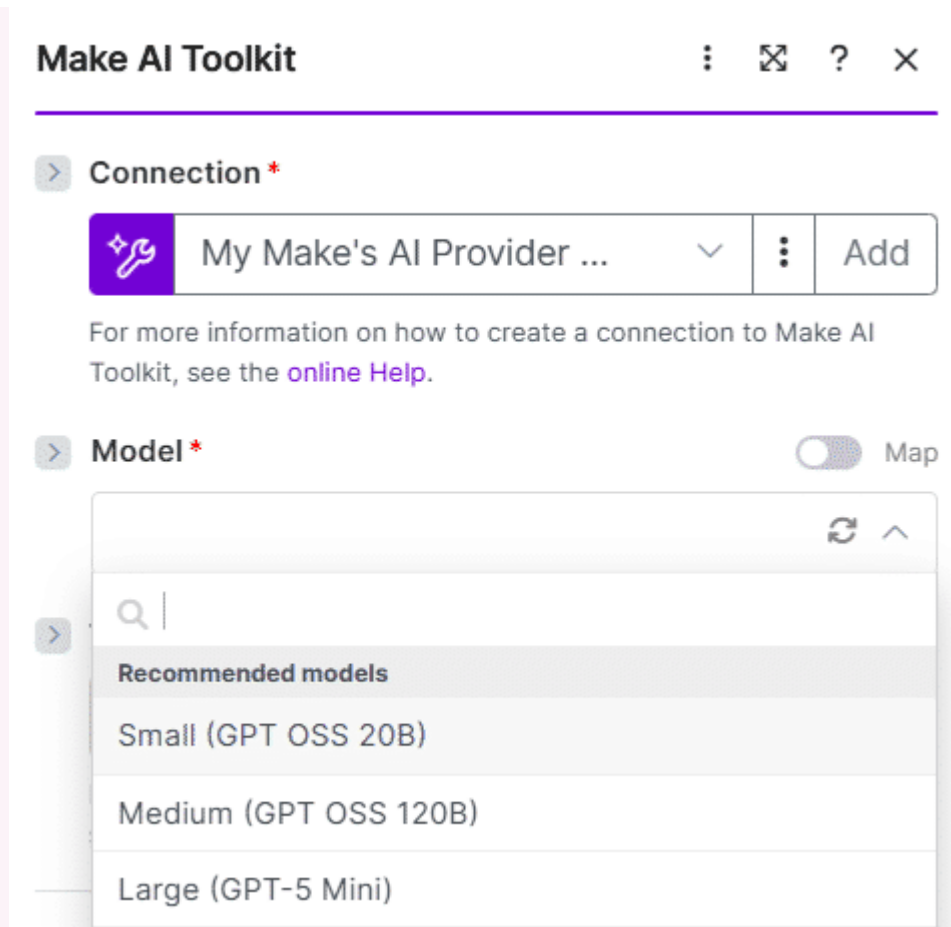 Make AI Toolkit
?
Connection *
My Make's AI Provider ...
Add
For more information on how to create a connection to Make AI
Toolkit, see the online Help.
Model *
Map
Recommended models
Small (GPT OSS 20B)
Medium (GPT OSS 120B)
Large (GPT-5 Mini)